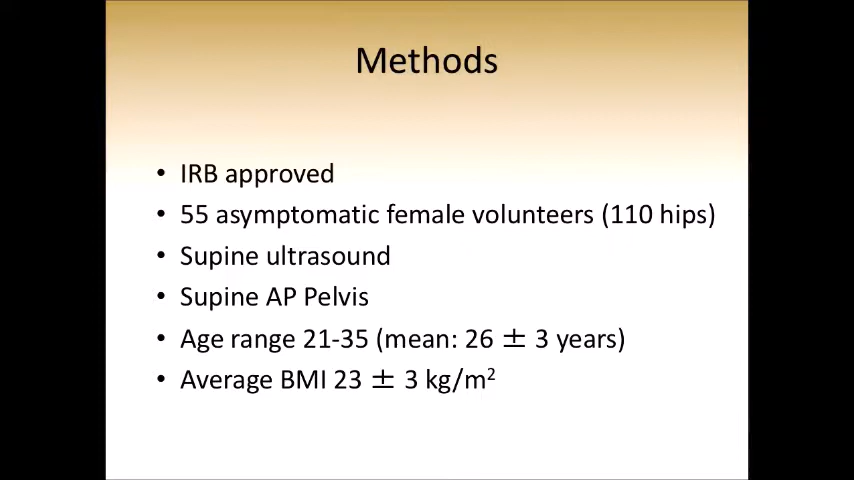 Methods
• IRB approved
• 55 asymptomatic female volunteers (110 hips)
• Supine ultrasound
• Supine AP Pelvis
• Age range 21-35 (mean: 26 ± 3 years)
• Average BMI 23 ± 3 kg/m²